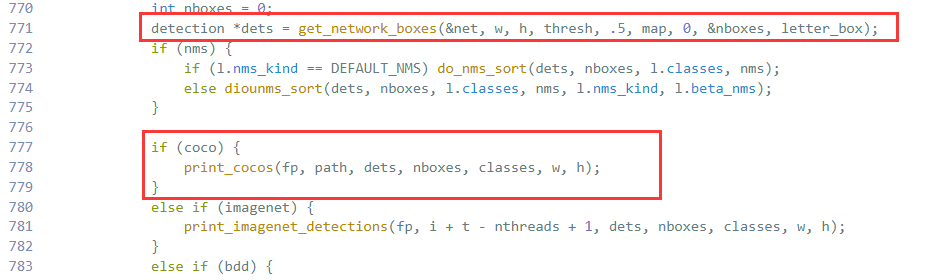 770 int nboxes = 0;
771 detection *dets = get_network_boxes(&net, w, h, thresh, .5, map, 0, &nboxes, letter_box);
772 if (nms) {
773 if (l.nms_kind == DEFAULT_NMS) do_nms_sort(dets, nboxes, l.classes, nms);
774 else diounms_sort(dets, nboxes, l.classes, nms, l.nms_kind, l.beta_nms);
775 }
776
777 if (coco) {
778 print_cocos(fp, path, dets, nboxes, classes, w, h);
779 }
780 else if (imagenet) {
781 print_imagenet_detections(fp, i + t - nthreads + 1, dets, nboxes, classes, w, h);
782 }
783 else if (bdd) {